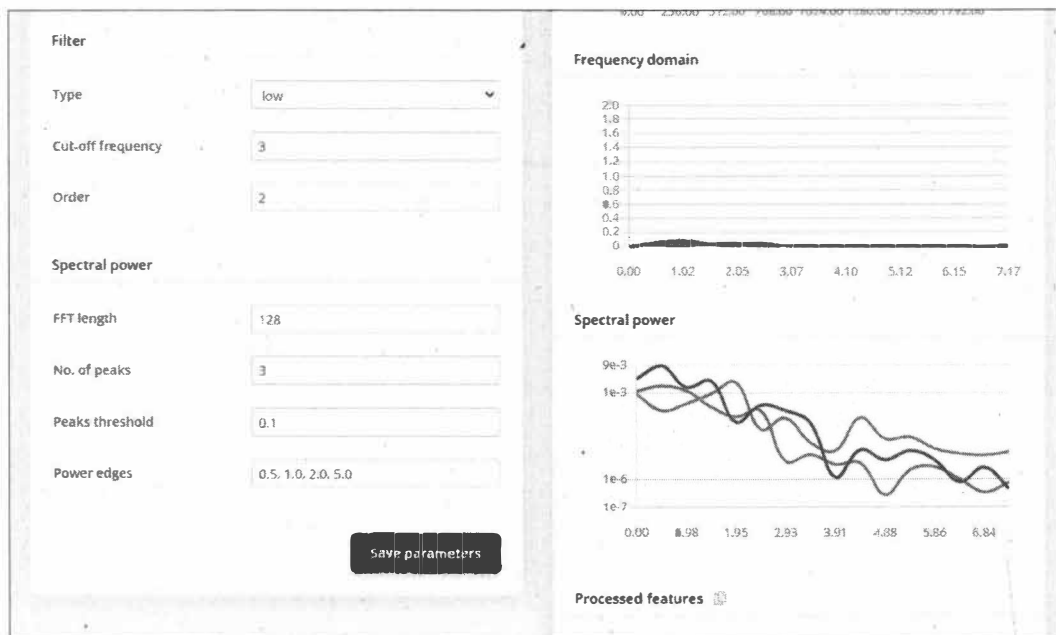 Filter
Type
low
Cut-off frequency
3
Order
2
Spectral power
FFT length
128
No. of peaks
3
Peaks threshold
0.1
Power edges
0.5, 1.0, 2.0, 5.0
Save parameters
Frequency domain
2.0
1.8
1.6
1.4
1.2
1.0
0.8
0.6
0.4
0.2
0
0.00 1.02 2.05 3.07 4.10 5.12 6.15 7.17
Spectral power
9e-3
1e-3
1e-6
1e-7
0.00 0.98 1.95 2.93 3.91 4.88 5.86 6.84
Processed features